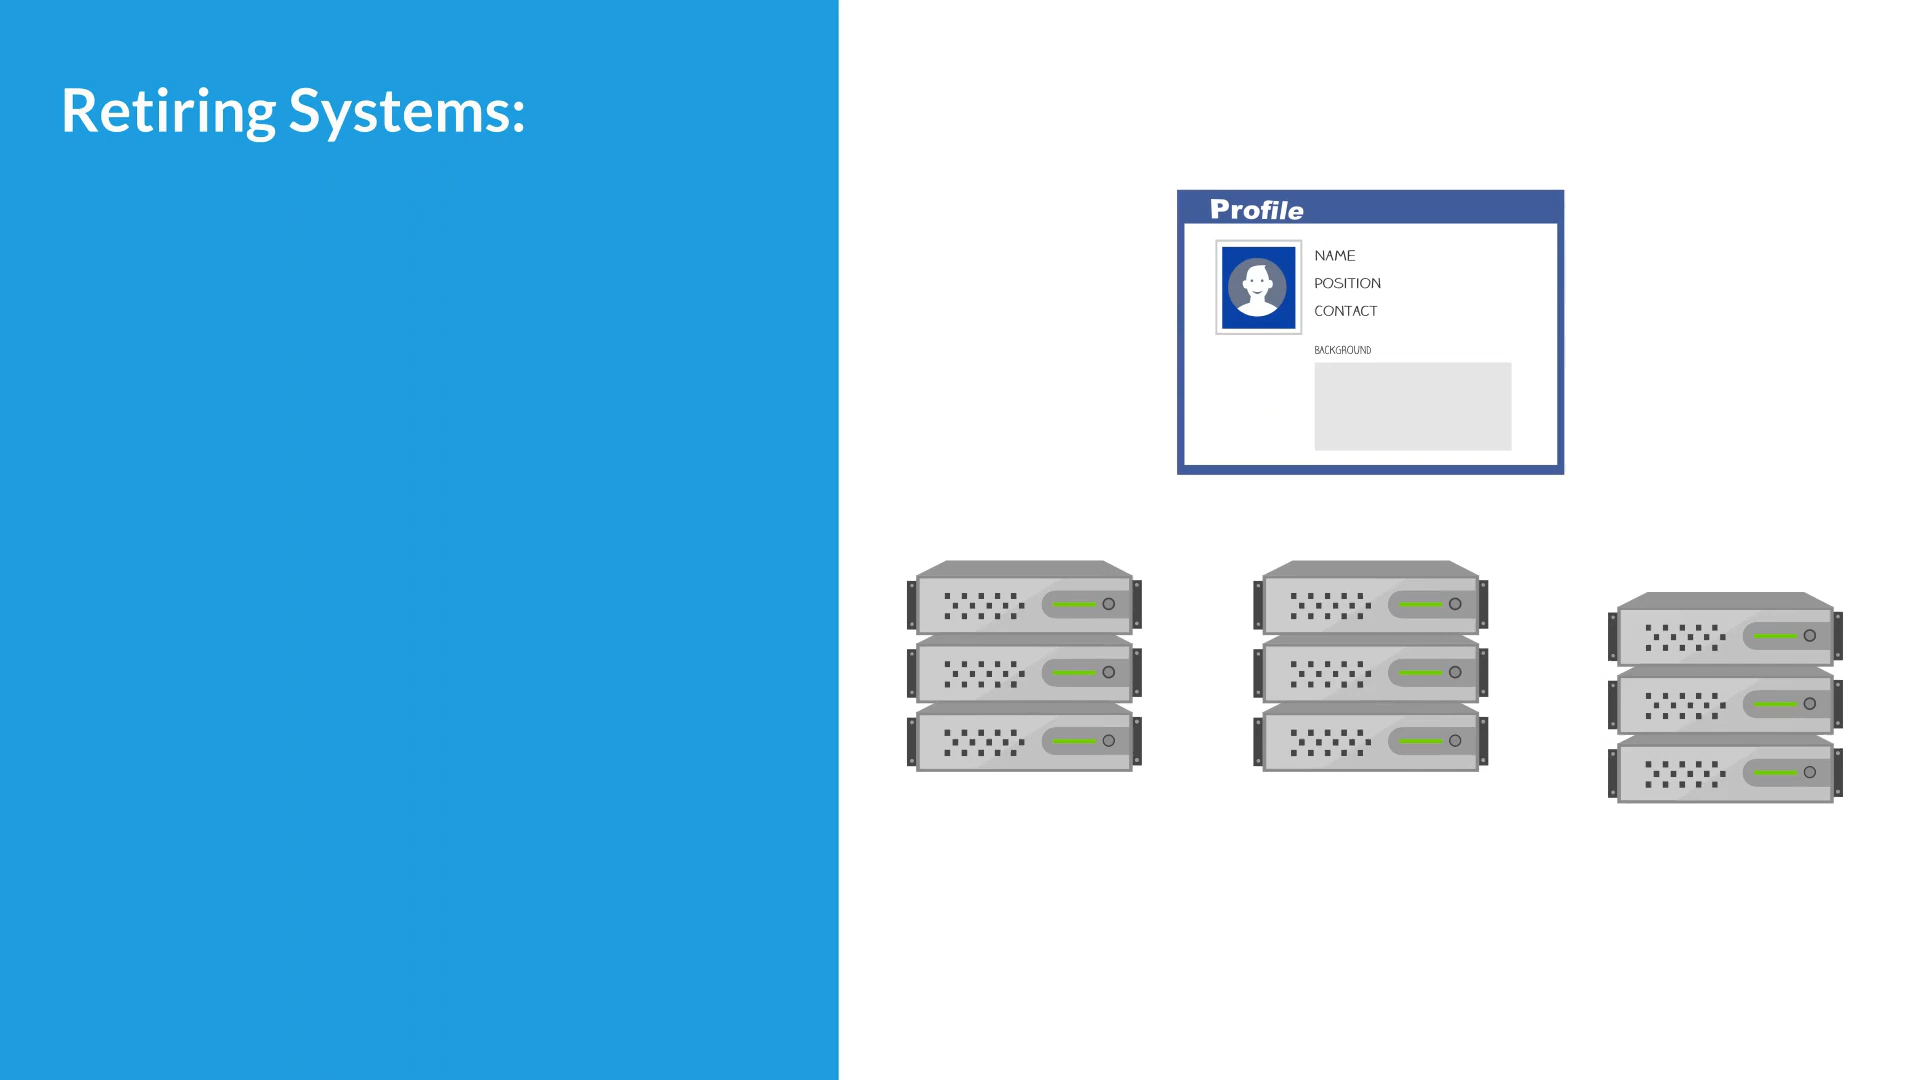 Retiring Systems:
Profile
NAME
POSITION
CONTACT
BACKGROUND